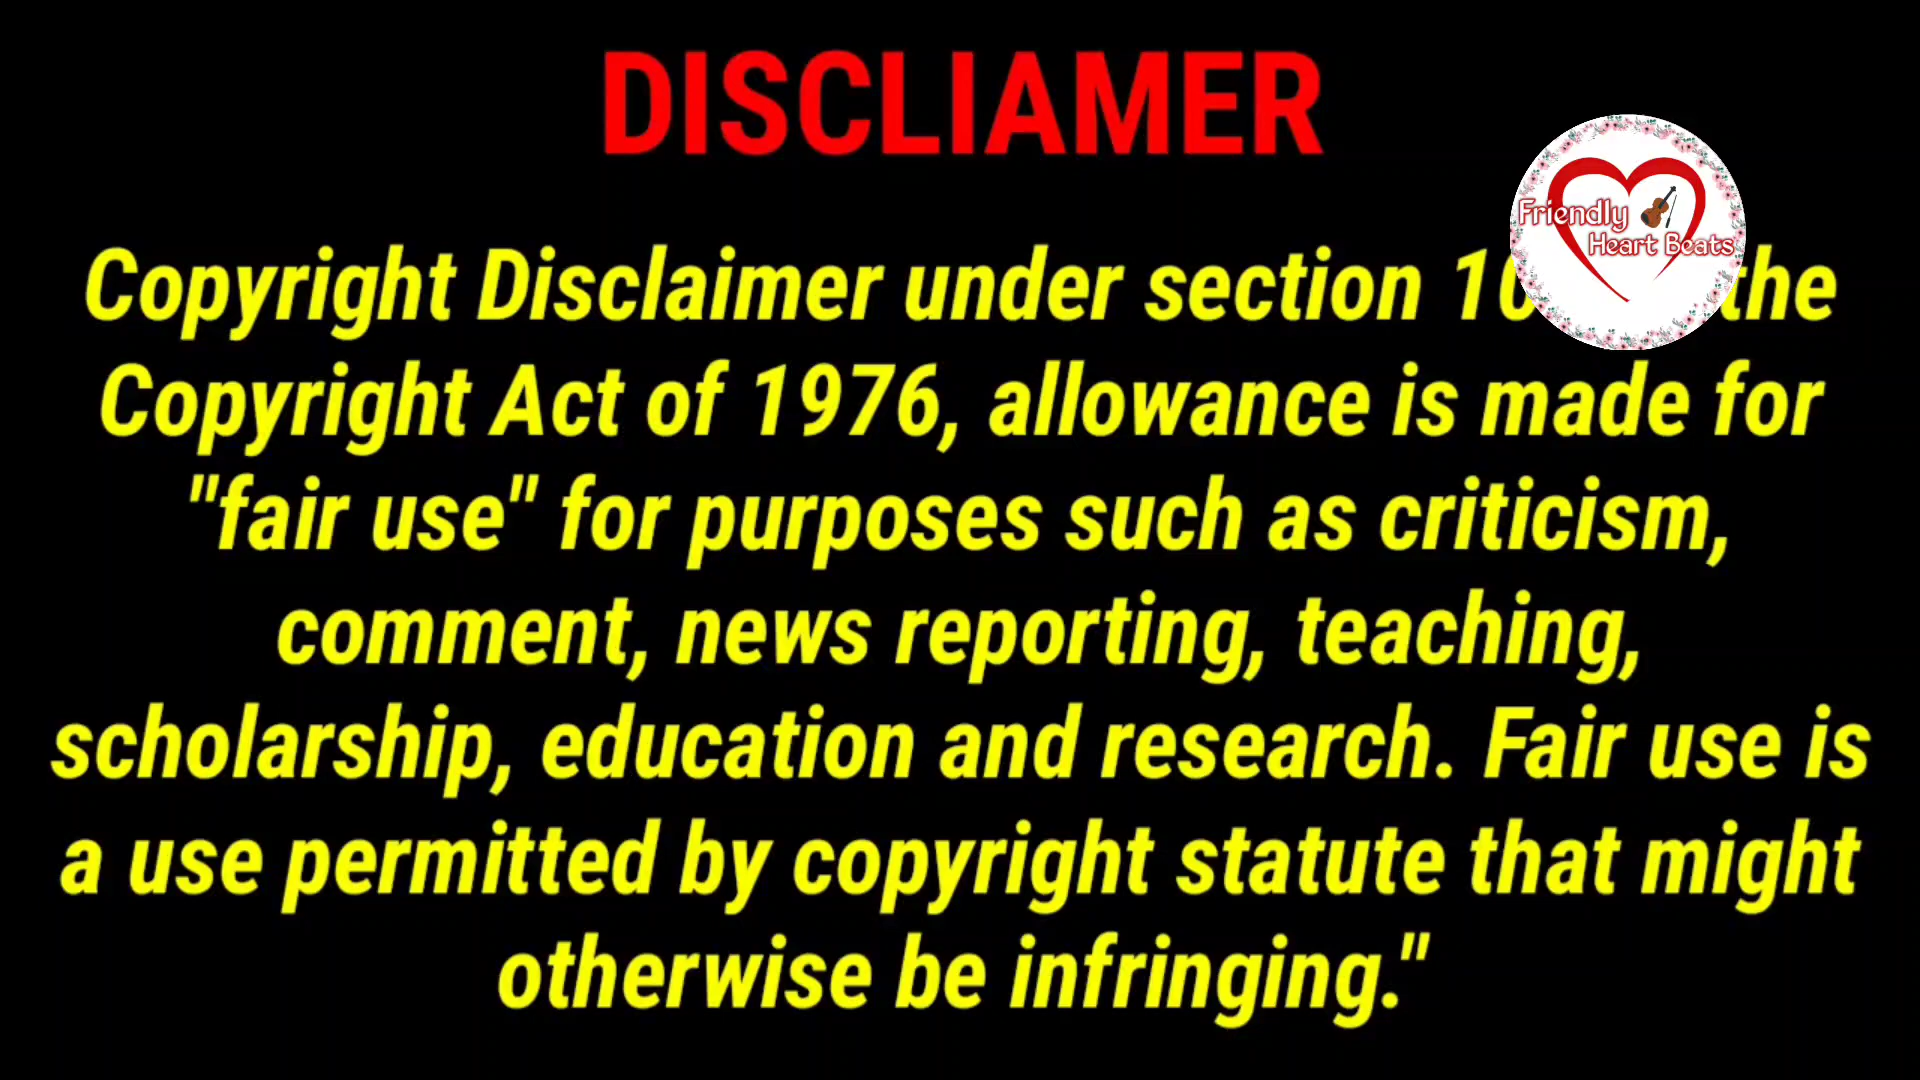 DISCLIAMER
Friendly
Heart Beats
Copyright Disclaimer under section the
Copyright Act of 1976, allowance is made for
"fair use" for purposes such as criticism,
comment, news reporting, teaching,
scholarship, education and research. Fair use is
a use permitted by copyright statute that might
otherwise be infringing."